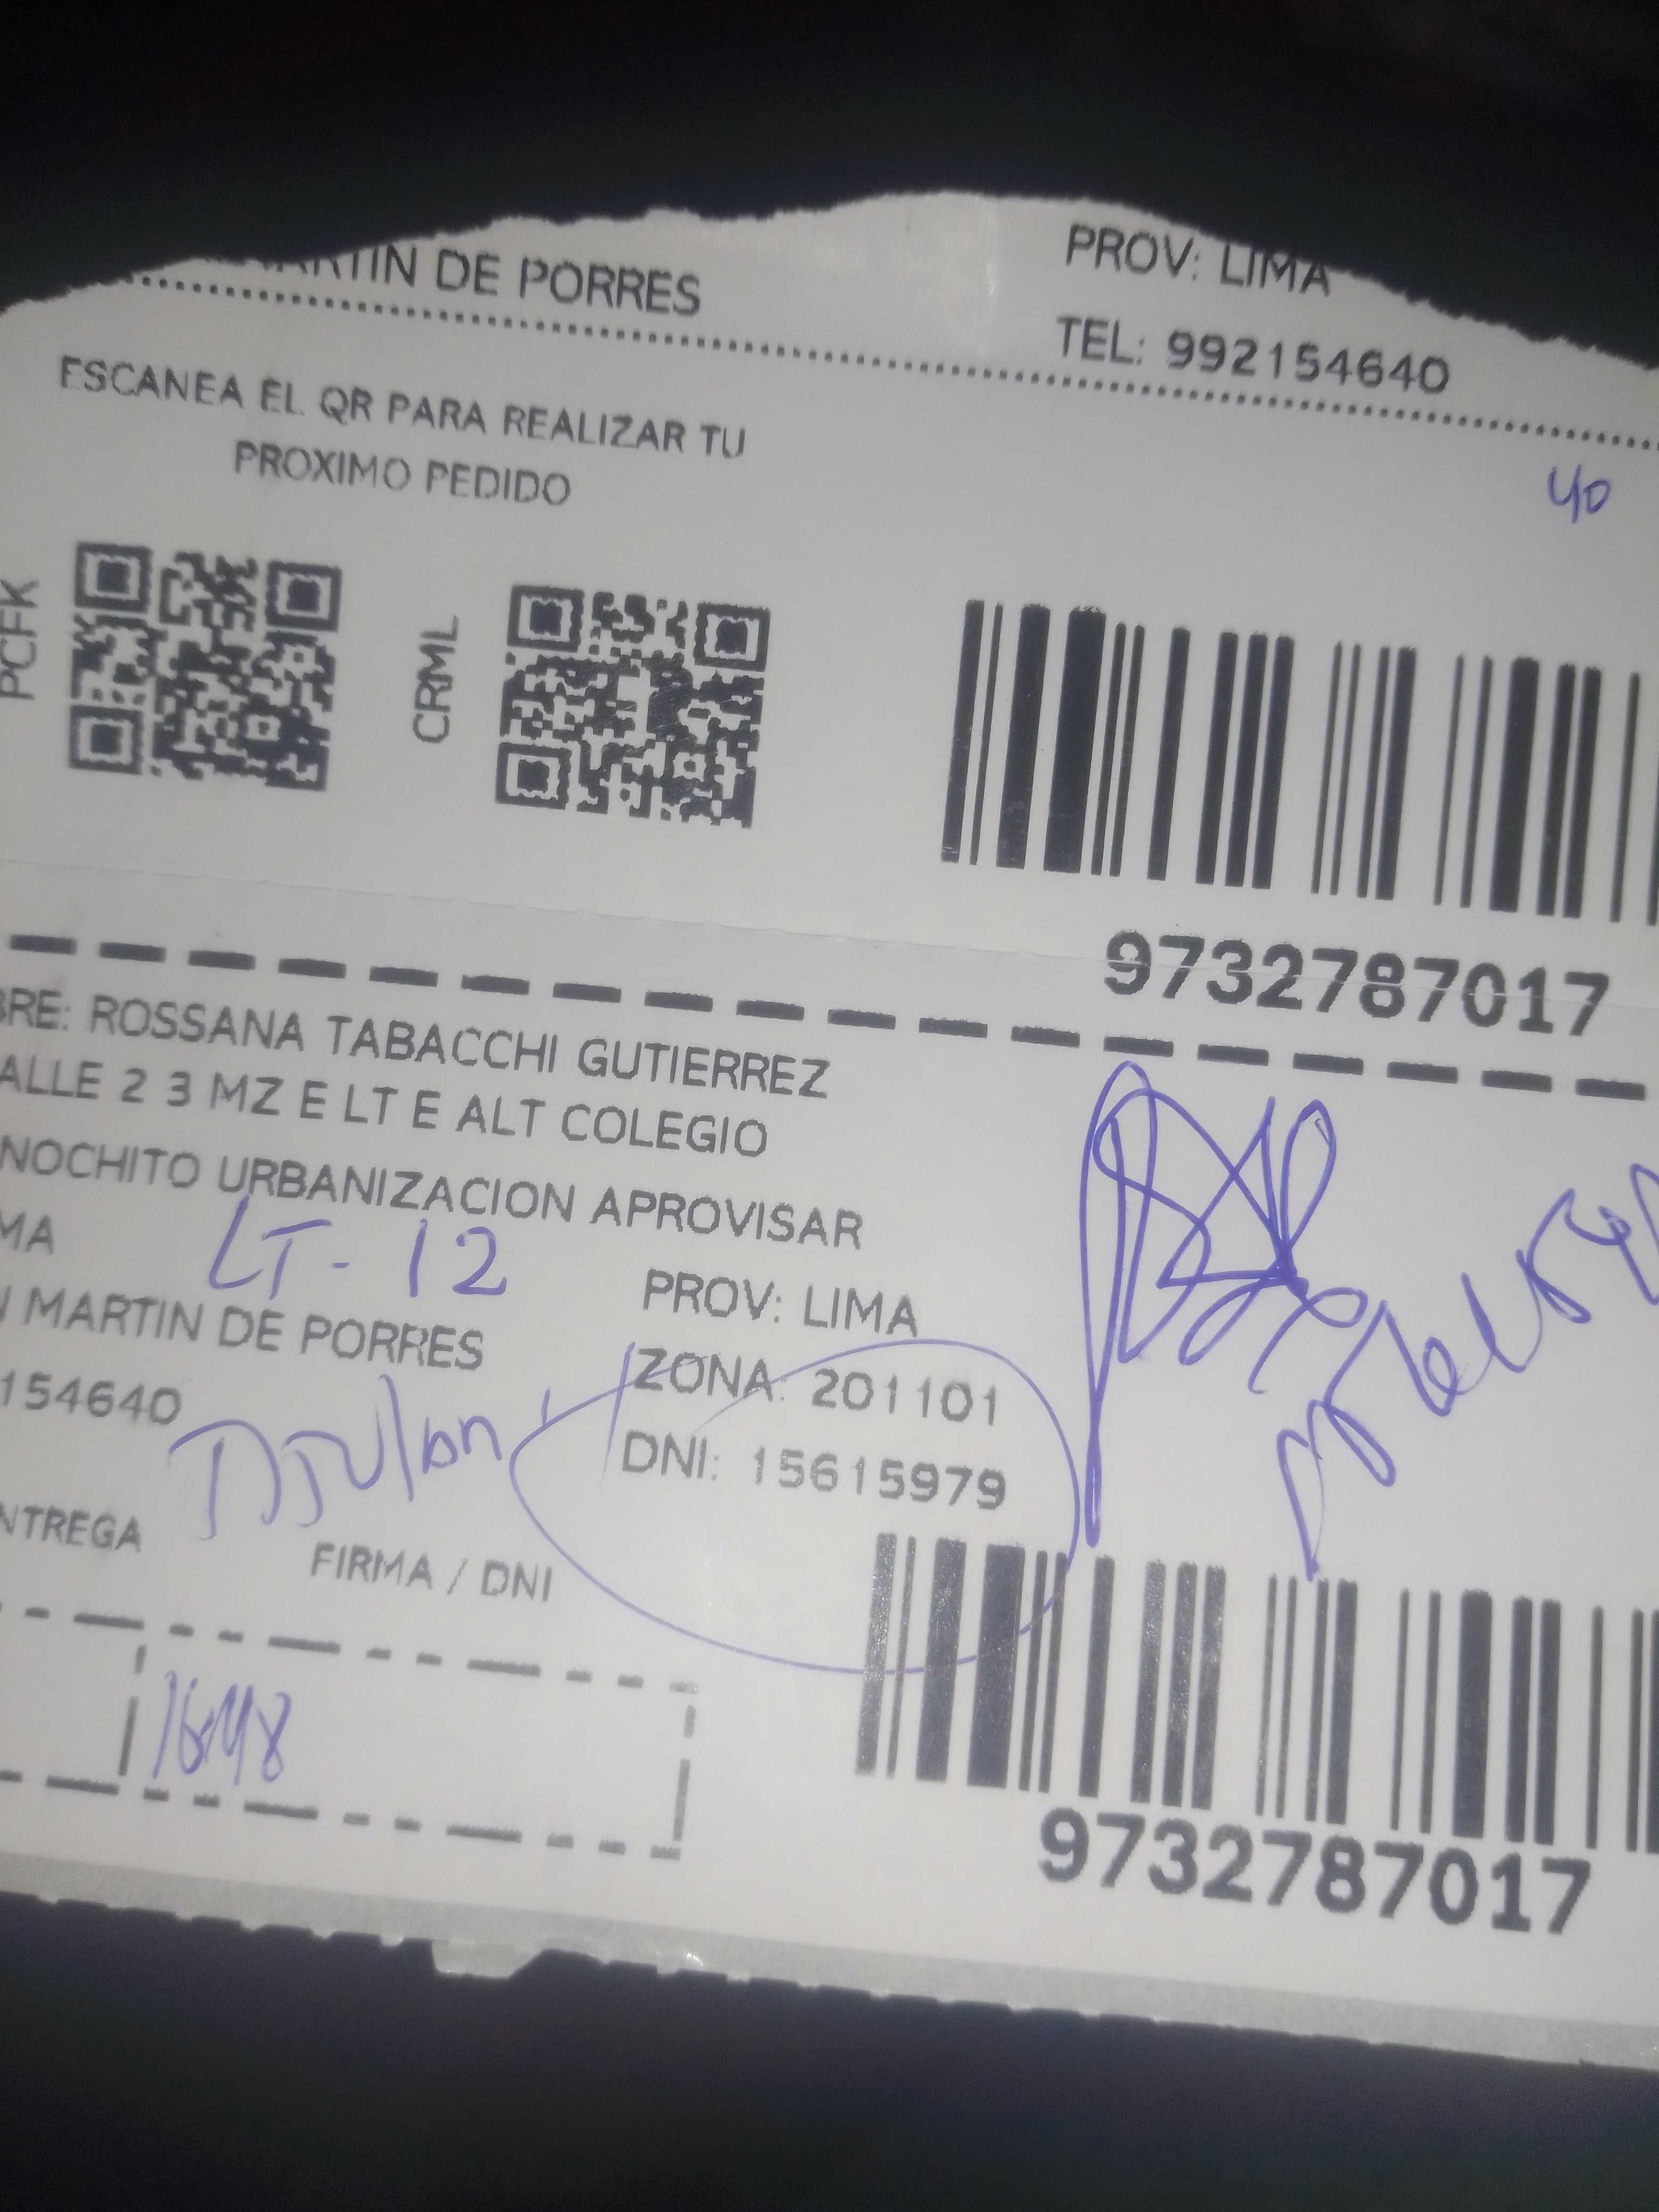 MARTIN DE PORRES
PROV: LIMA
TEL: 992154640
ESCANEA EL QR PARA REALIZAR TU
PROXIMO PEDIDO
40
PCFK
CRML
9732787017
BRE: ROSSANA TABACCHI GUTIERREZ
ALLE 2 3 MZ E LT E ALT COLEGIO
NOCHITO URBANIZACION APROVISAR
MA
LT-12
PROV: LIMA
N MARTIN DE PORRES
ZONA: 201101
154640
DNI: 15615979
NTREGA
FIRMA / DNI
9732787017